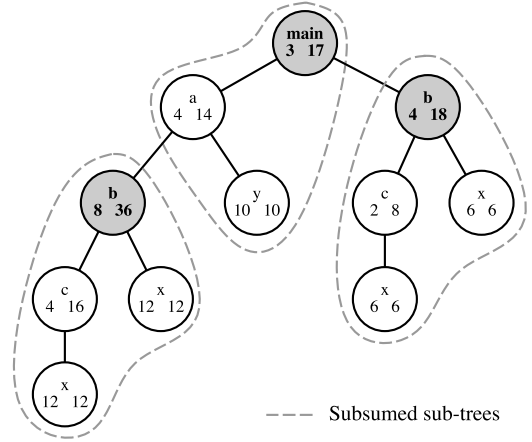 main
3 17
a
4 14
b
4 18
b
8 36
y
10 10
c
2 8
x
6 6
c
4 16
x
12 12
x
6 6
x
12 12
Subsumed sub-trees